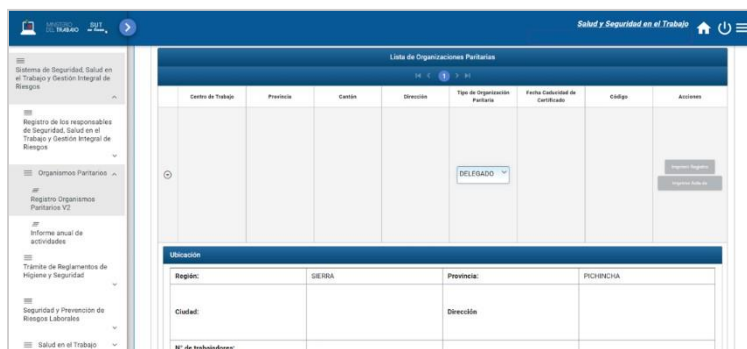 MINISTERIO
DEL TRABAJO
SUT
Salud y Seguridad en el Trabajo
Sistema de Seguridad, Salud en
el Trabajo y Gestión Integral de
Riesgos
Registro de los responsables
de Seguridad, Salud en el
Trabajo y Gestión Integral de
Riesgos
Organismos Paritarios
Registro Organismos
Paritarios V2
Informe anual de
actividades
Trámite de Reglamentos de
Higiene y Seguridad
Seguridad y Prevención de
Riesgos Laborales
Salud en el Trabajo
Lista de Organizaciones Paritarias
1
Centro de Trabajo Provincia Cantón Dirección Tipo de Organización Paritaria Fecha Caducidad de Certificado Código Acciones
DELEGADO
Imprimir Registro
Ubicación
Región: SIERRA Provincia: PICHINCHA
Ciudad: Dirección
N° de trabajadores: